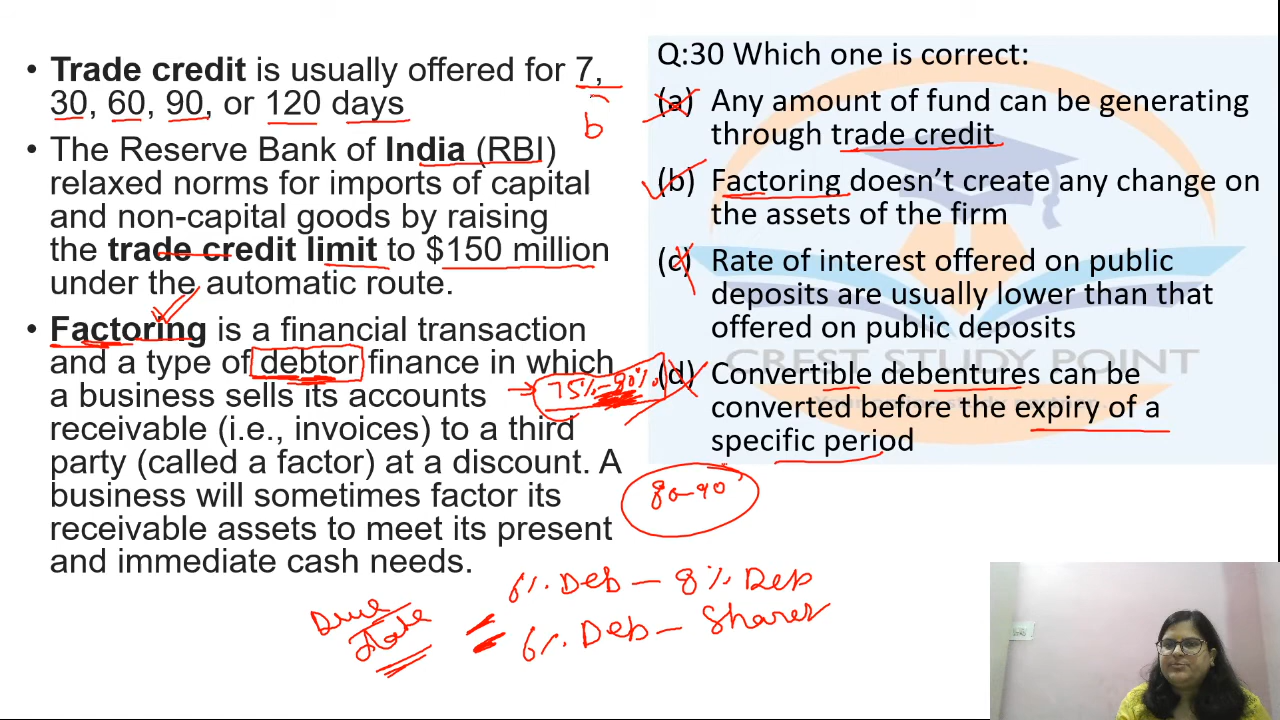 • Trade credit is usually offered for 7,
30, 60, 90, or 120 days
b
• The Reserve Bank of India (RBI)
relaxed norms for imports of capital
and non-capital goods by raising
the trade credit limit to $150 million
under the automatic route.
• Factoring is a financial transaction
and a type of debtor finance in which
a business sells its accounts
75%-90%
receivable (i.e., invoices) to a third
party (called a factor) at a discount. A
business will sometimes factor its
receivable assets to meet its present
and immediate cash needs.
Q:30 Which one is correct:
(a) Any amount of fund can be generating
through trade credit
(b) Factoring doesn't create any change on
the assets of the firm
(c) Rate of interest offered on public
deposits are usually lower than that
offered on public deposits
(d) Convertible debentures can be
converted before the expiry of a
specific period
CREST STUDY POINT
80-90
6% Deb - 8% Deb
6% Deb - Shares
Due
date